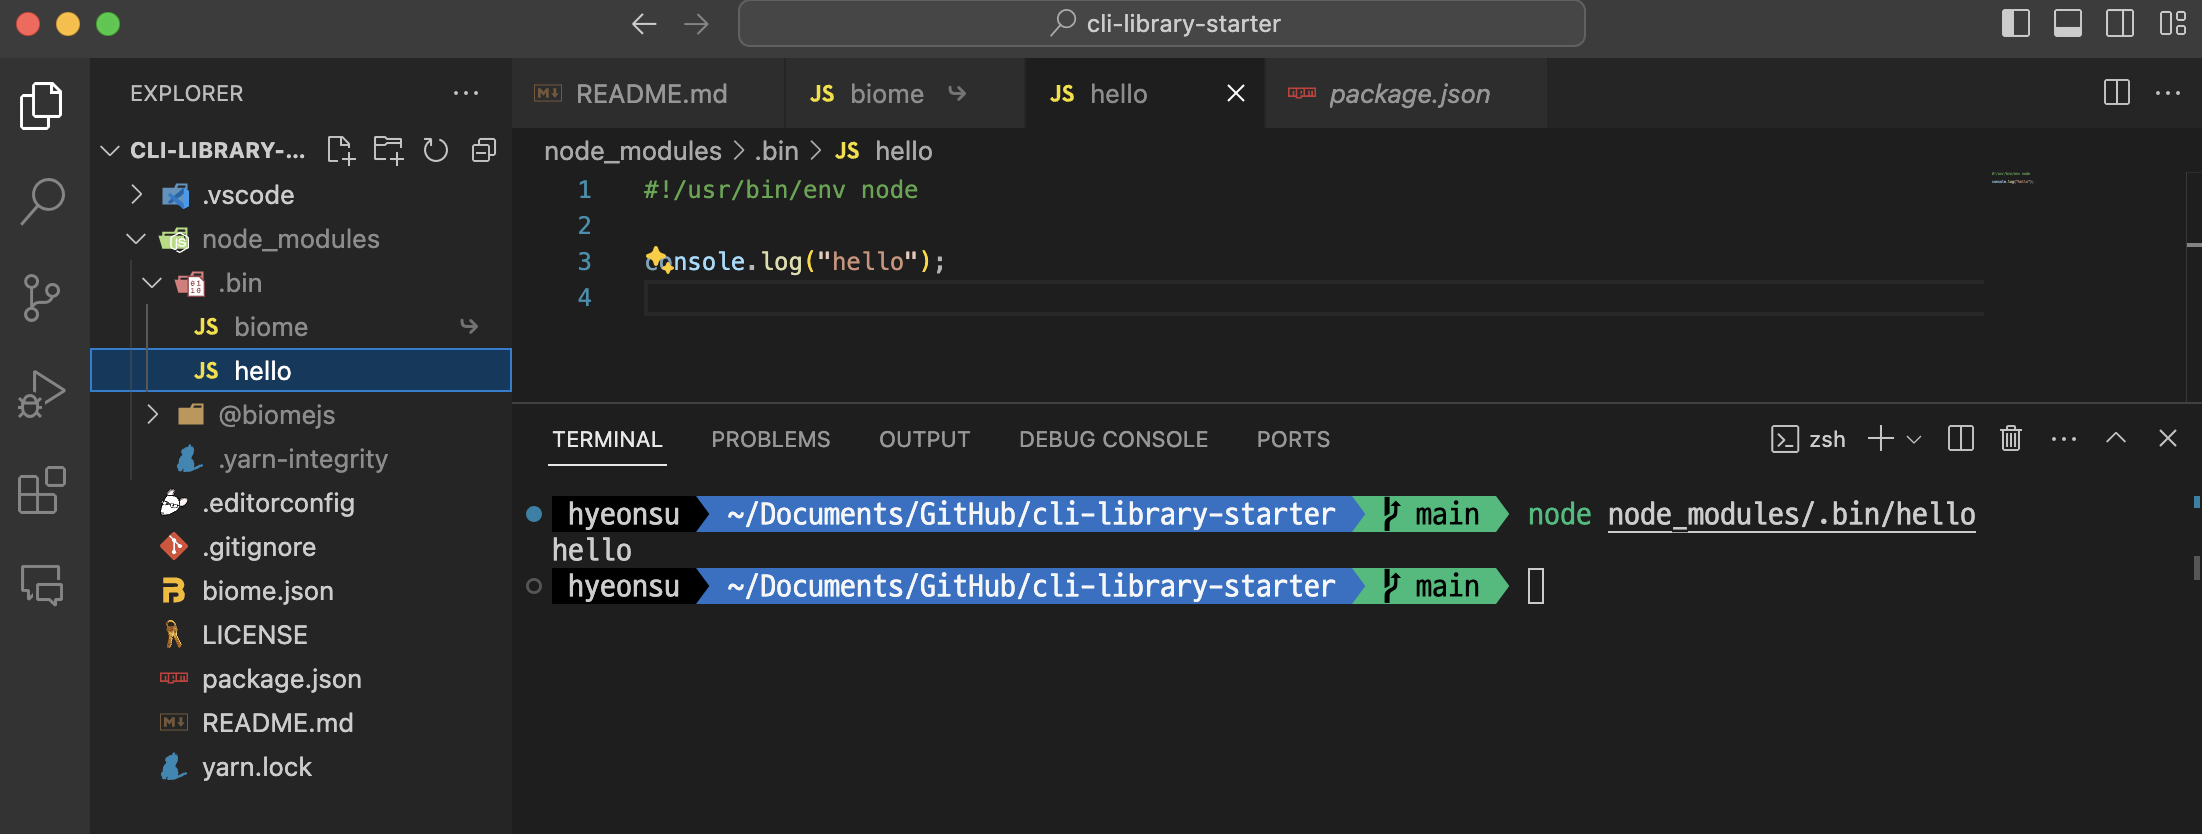 cli-library-starter
EXPLORER
CLI-LIBRARY-...
.vscode
node_modules
.bin
JS biome
JS hello
@biomejs
.yarn-integrity
.editorconfig
.gitignore
biome.json
LICENSE
package.json
README.md
yarn.lock
README.md JS biome JS hello package.json
node_modules > .bin > JS hello
1 #!/usr/bin/env node
2
3 console.log("hello");
4
TERMINAL PROBLEMS OUTPUT DEBUG CONSOLE PORTS zsh
hyeonsu ~/Documents/GitHub/cli-library-starter main node node_modules/.bin/hello
hello
hyeonsu ~/Documents/GitHub/cli-library-starter main